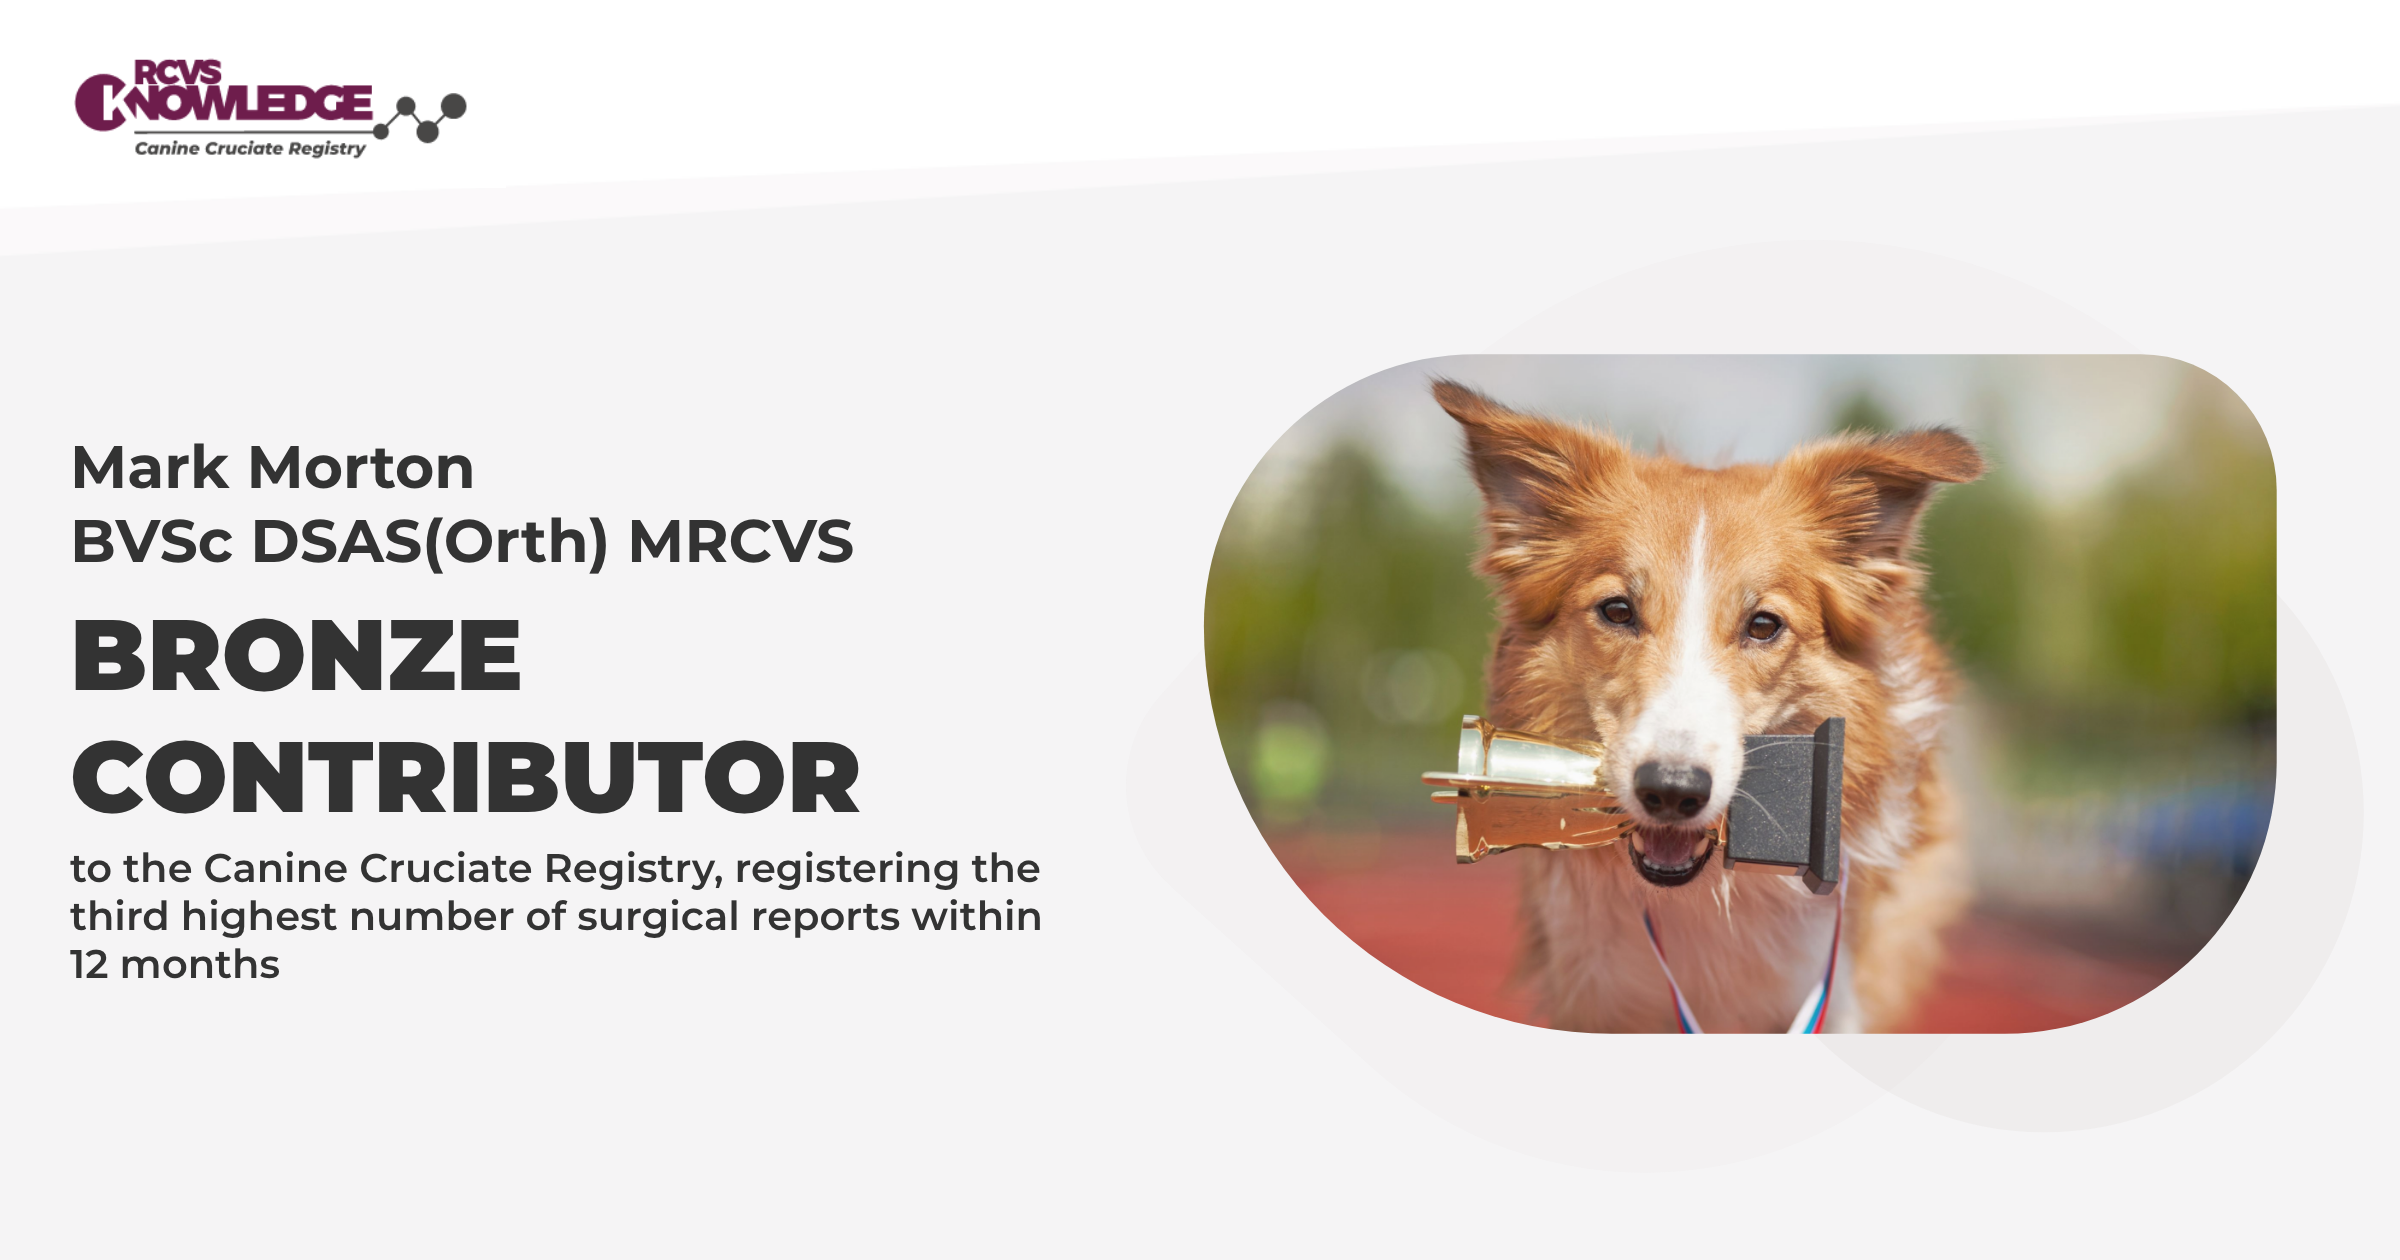 RCVS
KNOWLEDGE
Canine Cruciate Registry
Mark Morton
BVSc DSAS(Orth) MRCVS
BRONZE
CONTRIBUTOR
to the Canine Cruciate Registry, registering the
third highest number of surgical reports within
12 months